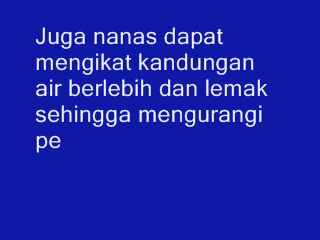 Juga nanas dapat
mengikat kandungan
air berlebih dan lemak
sehingga mengurangi
pe